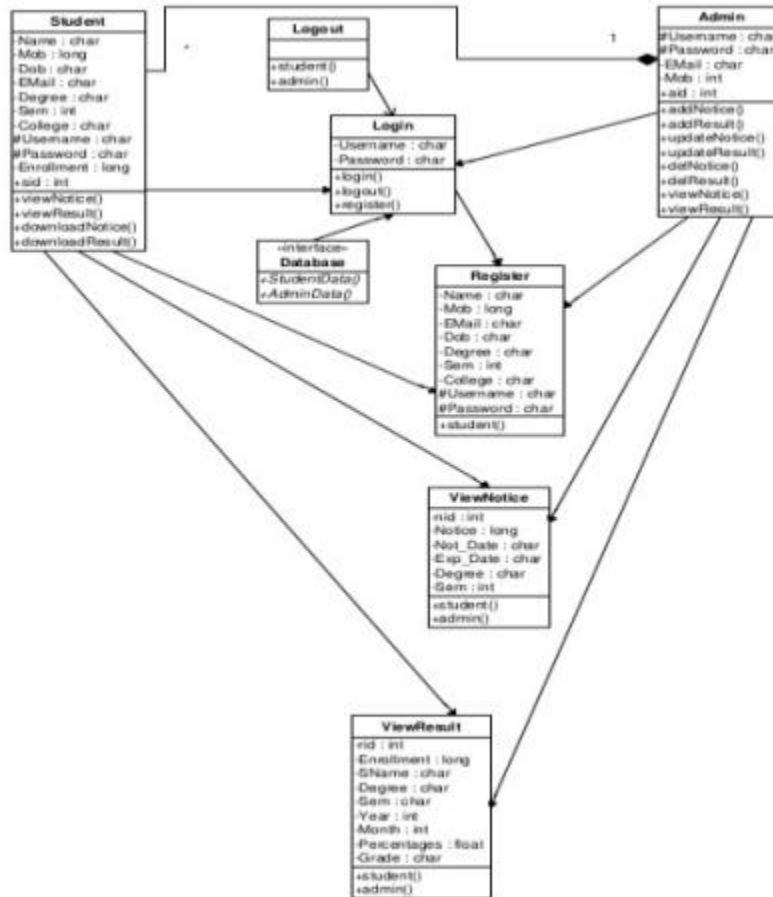 Student
-Name : char
-Mob : long
-Dob : char
-EMail : char
-Degree : char
-Sem : int
-College : char
#Username : char
#Password : char
-Enrollment : long
+sid : int
+viewNotice()
+viewResult()
+downloadNotice()
+downloadResult()
*
1
Logout
+student()
+admin()
Admin
#Username : char
#Password : char
-EMail : char
-Mob : int
+aid : int
+addNotice()
+addResult()
+updateNotice()
+updateResult()
+delNotice()
+delResult()
+viewNotice()
+viewResult()
Login
-Username : char
-Password : char
+login()
+logout()
+register()
«interface»
Database
+StudentData()
+AdminData()
Register
-Name : char
-Mob : long
-EMail : char
-Dob : char
-Degree : char
-Sem : int
-College : char
#Username : char
#Password : char
+student()
ViewNotice
-nid : int
-Notice : long
-Not_Date : char
-Exp_Date : char
-Degree : char
-Sem : int
+student()
+admin()
ViewResult
-rid : int
-Enrollment : long
-SName : char
-Degree : char
-Sem : char
-Year : int
-Month : int
-Percentages : float
-Grade : char
+student()
+admin()